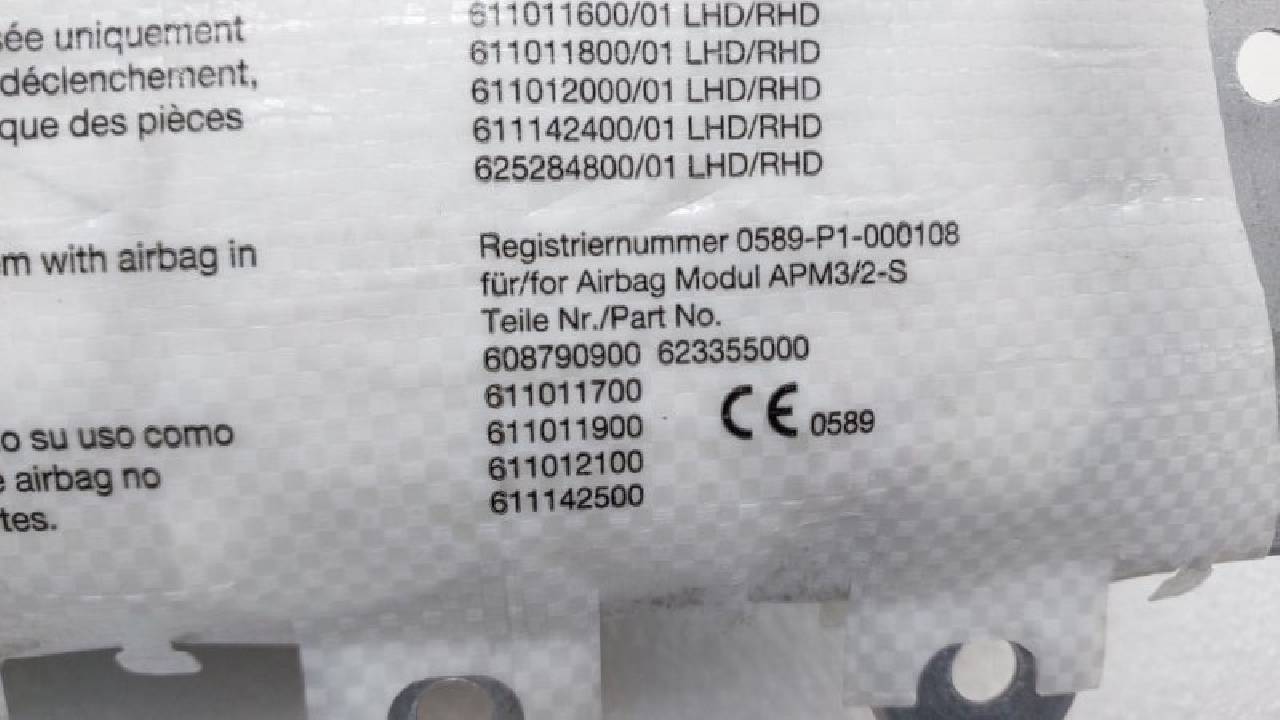 sée uniquement
déclenchement,
que des pièces
m with airbag in
o su uso como
airbag no
tes.
611011600/01 LHD/RHD
611011800/01 LHD/RHD
611012000/01 LHD/RHD
611142400/01 LHD/RHD
625284800/01 LHD/RHD
Registriernummer 0589-P1-000108
für/for Airbag Modul APM3/2-S
Teile Nr./Part No.
608790900 623355000
611011700
611011900
611012100
611142500
CE 0589